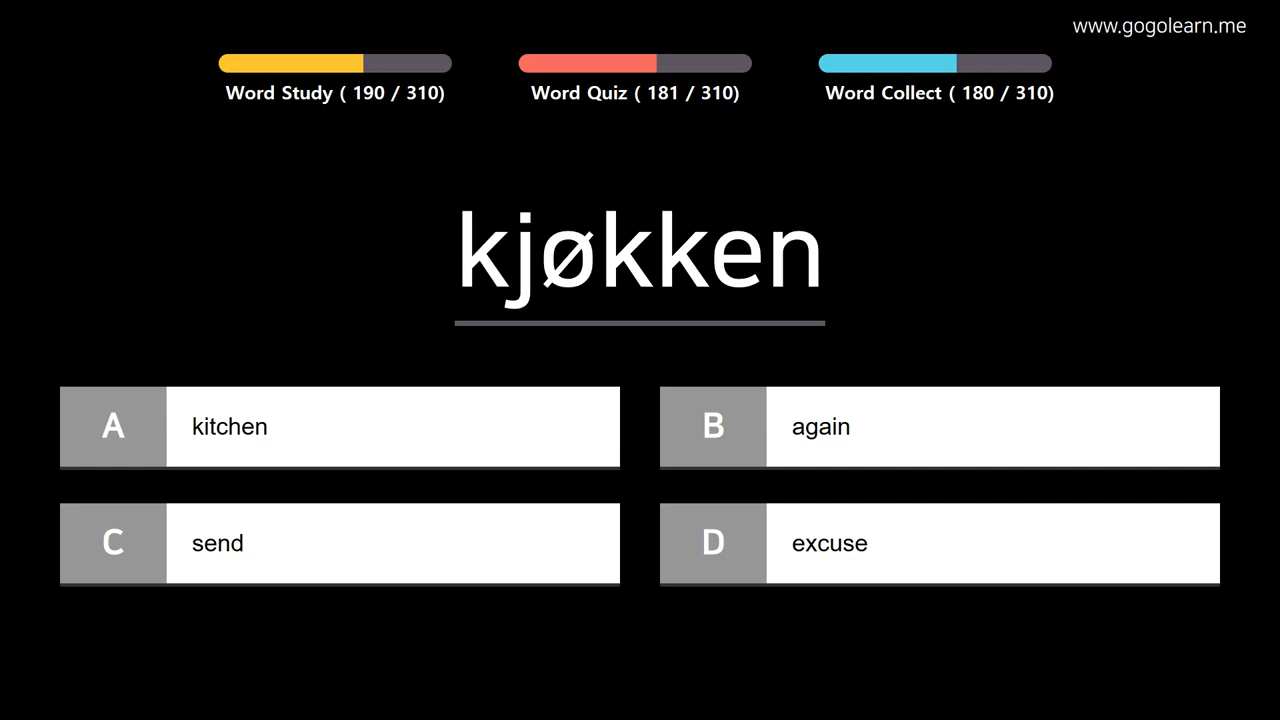 www.gogolearn.me
Word Study ( 190 / 310)
Word Quiz ( 181 / 310)
Word Collect ( 180 / 310)
kjøkken
A kitchen
B again
C send
D excuse